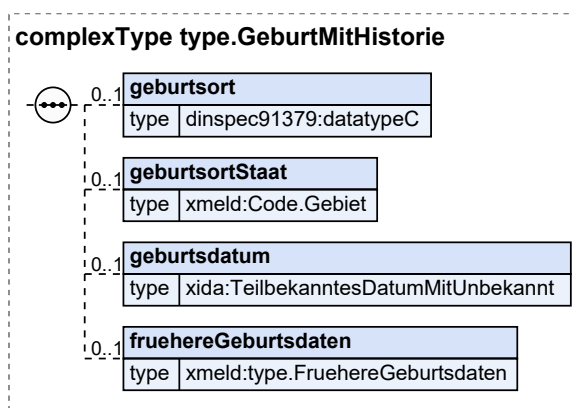 complexType type.GeburtMitHistorie
0..1 geburtsort
type dinspec91379:datatypeC
0..1 geburtsortStaat
type xmeld:Code.Gebiet
0..1 geburtsdatum
type xida:TeilbekanntesDatumMitUnbekannt
0..1 fruehereGeburtsdaten
type xmeld:type.FruehereGeburtsdaten